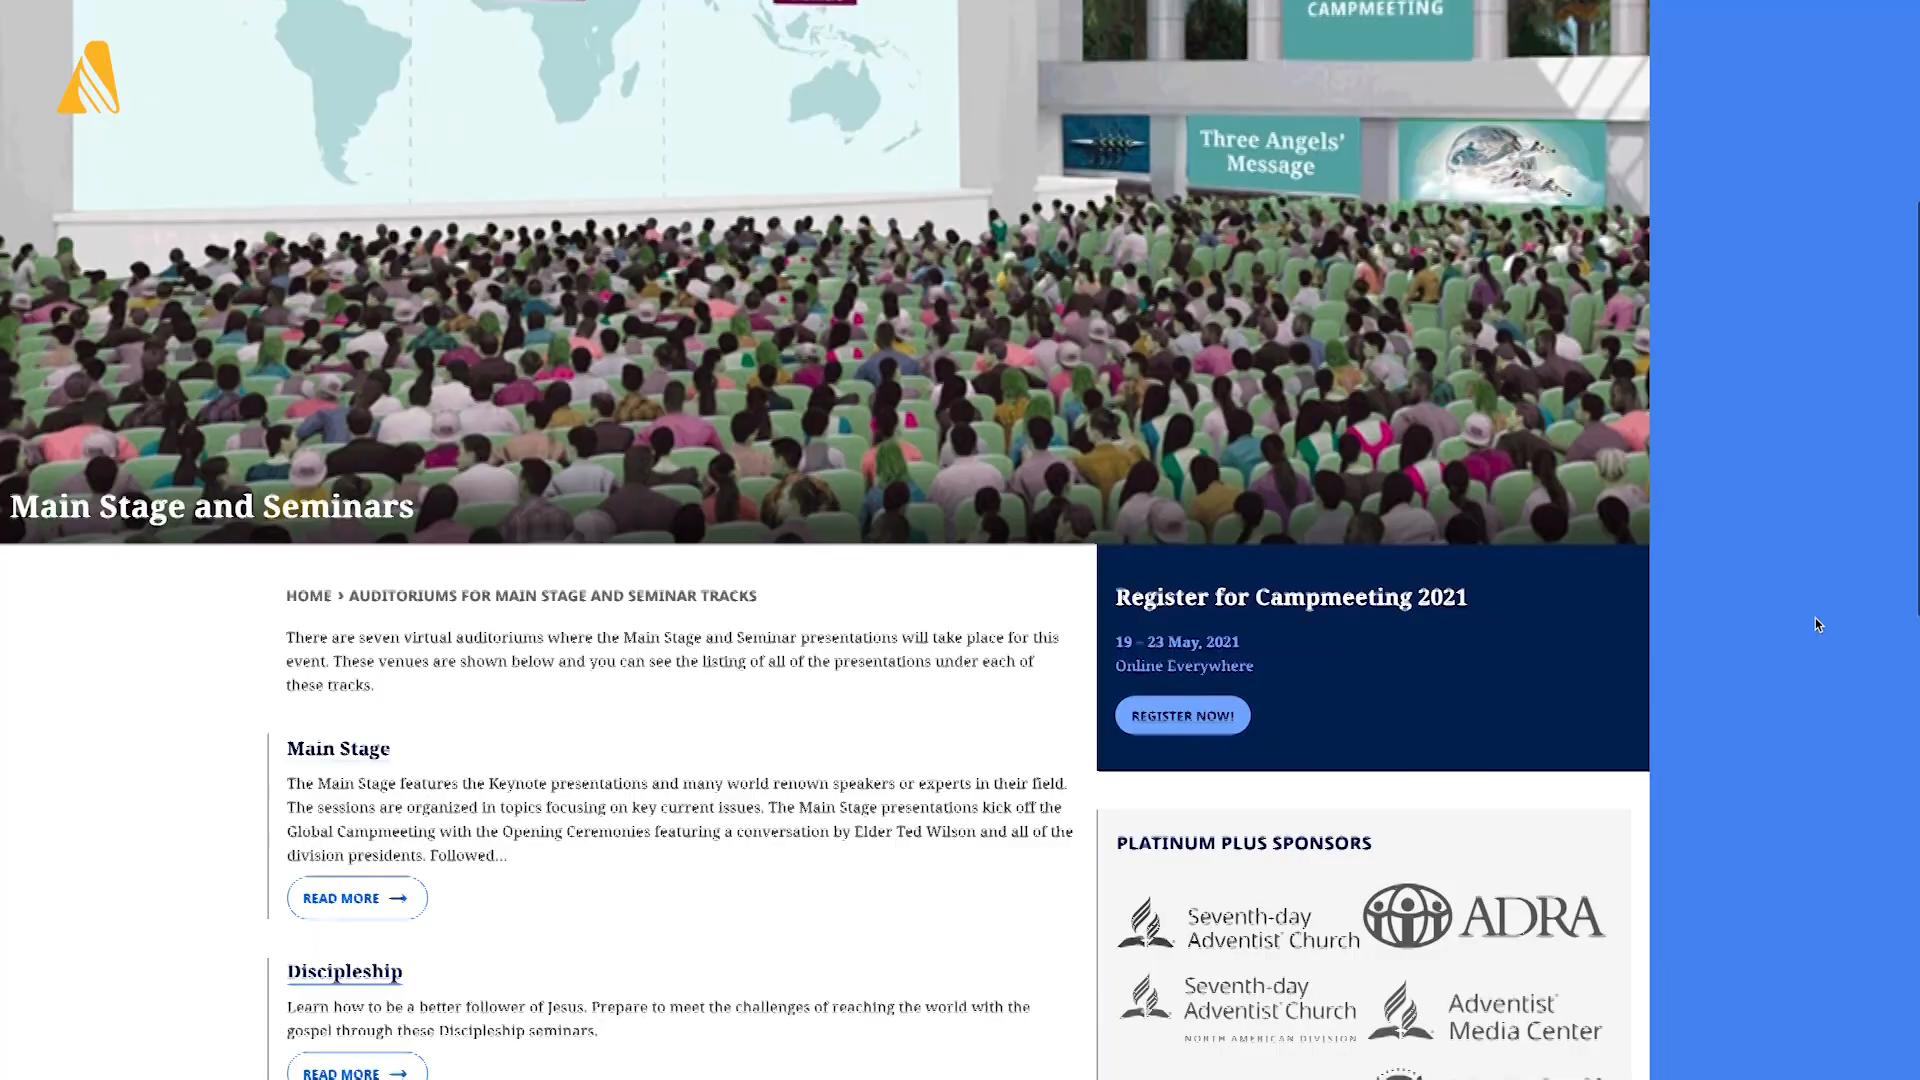 CAMPMEETING
Three Angels'
Message
Main Stage and Seminars
HOME › AUDITORIUMS FOR MAIN STAGE AND SEMINAR TRACKS
There are seven virtual auditoriums where the Main Stage and Seminar presentations will take place for this
event. These venues are shown below and you can see the listing of all of the presentations under each of
these tracks.
Main Stage
The Main Stage features the Keynote presentations and many world renown speakers or experts in their field.
The sessions are organized in topics focusing on key current issues. The Main Stage presentations kick off the
Global Campmeeting with the Opening Ceremonies featuring a conversation by Elder Ted Wilson and all of the
division presidents. Followed...
READ MORE →
Discipleship
Learn how to be a better follower of Jesus. Prepare to meet the challenges of reaching the world with the
gospel through these Discipleship seminars.
READ MORE →
Register for Campmeeting 2021
19 – 23 May, 2021
Online Everywhere
REGISTER NOW!
PLATINUM PLUS SPONSORS
Seventh-day
Adventist Church
ADRA
Seventh-day
Adventist Church
NORTH AMERICAN DIVISION
Adventist
Media Center